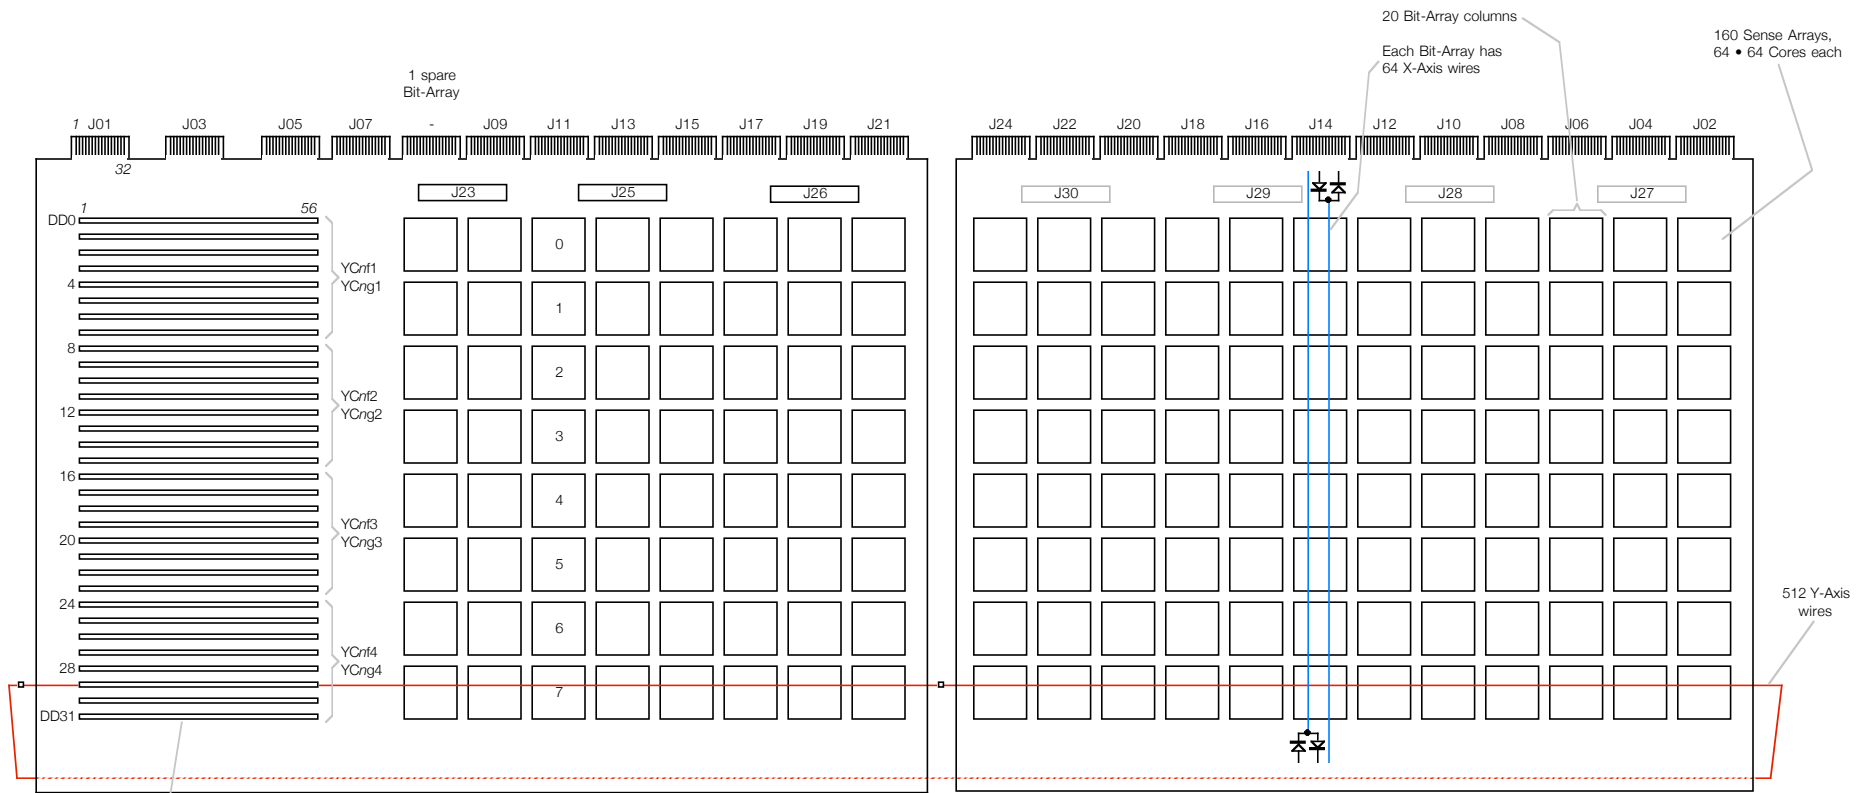 20 Bit-Array columns
Each Bit-Array has
64 X-Axis wires
160 Sense Arrays,
64 • 64 Cores each
1 spare
Bit-Array
1 J01 J03 J05 J07 - J09 J11 J13 J15 J17 J19 J21 J24 J22 J20 J18 J16 J14 J12 J10 J08 J06 J04 J02
32
J23 J25 J26 J30 J29 J28 J27
1 56
DD0
0
YCnf1
4 YCng1
1
8
2
YCnf2
12 YCng2
3
16
4
YCnf3
20 YCng3
5
24
512 Y-Axis
wires
6
YCnf4
28 YCng4
7
DD31